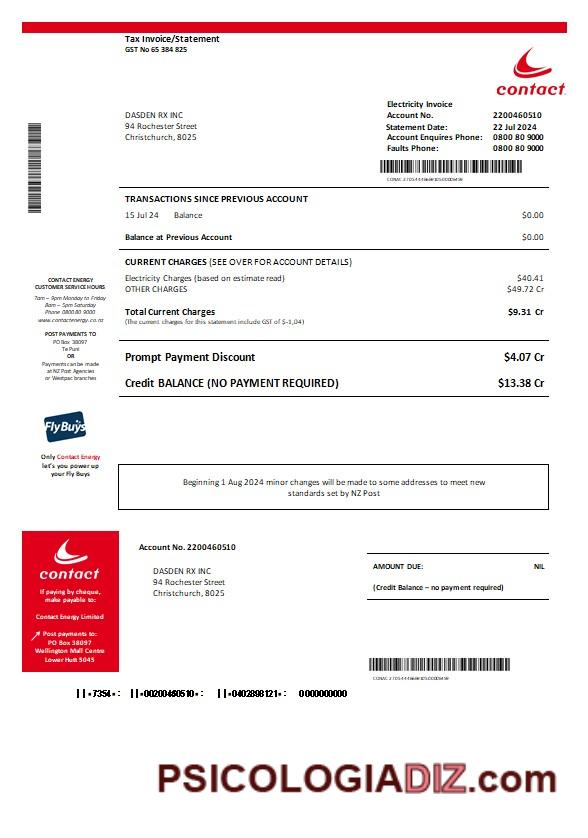 Tax Invoice/Statement
GST No 65 384 825
contact
DASDEN RX INC
94 Rochester Street
Christchurch, 8025
Electricity Invoice
Account No. 2200460510
Statement Date: 22 Jul 2024
Account Enquires Phone: 0800 80 9000
Faults Phone: 0800 80 9000
TRANSACTIONS SINCE PREVIOUS ACCOUNT
15 Jul 24 Balance $0.00
Balance at Previous Account $0.00
CURRENT CHARGES (SEE OVER FOR ACCOUNT DETAILS)
Electricity Charges (based on estimate read) $40.41
OTHER CHARGES $49.72 Cr
Total Current Charges $9.31 Cr
(The current charges for this statement include GST of $-1,04)
Prompt Payment Discount $4.07 Cr
Credit BALANCE (NO PAYMENT REQUIRED) $13.38 Cr
CONTACT ENERGY
CUSTOMER SERVICE HOURS
7am – 9pm Monday to Friday
8am – 5pm Saturday
Phone 0800 80 9000
www.contactenergy.co.nz
POST PAYMENTS TO
PO Box 38097
Te Puni
OR
Payments can be made
at NZ Post Agencies
or Westpac branches
Fly Buys
Only Contact Energy
let's you power up
your Fly Buys
Beginning 1 Aug 2024 minor changes will be made to some addresses to meet new
standards set by NZ Post
contact
If paying by cheque,
make payable to:
Contact Energy Limited
Post payments to:
PO Box 38097
Wellington Mall Centre
Lower Hutt 5045
Account No. 2200460510
DASDEN RX INC
94 Rochester Street
Christchurch, 8025
AMOUNT DUE: NIL
(Credit Balance – no payment required)
PSICOLOGIADIZ.com